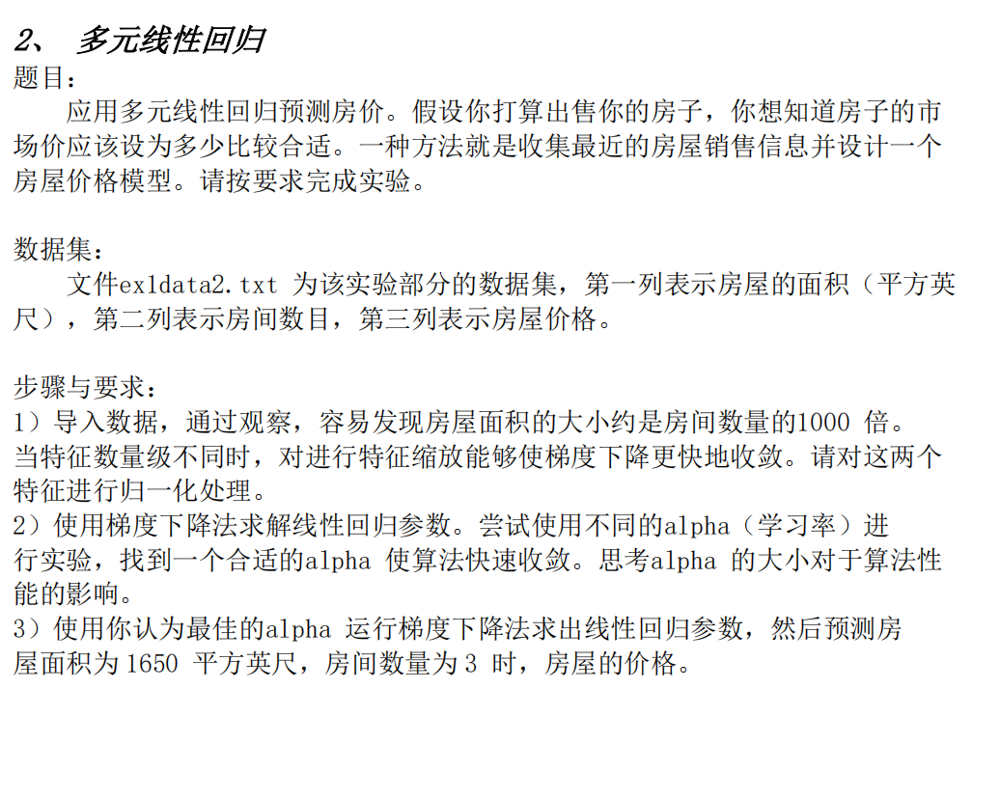 2、 多元线性回归
题目：
应用多元线性回归预测房价。假设你打算出售你的房子，你想知道房子的市
场价应该设为多少比较合适。一种方法就是收集最近的房屋销售信息并设计一个
房屋价格模型。请按要求完成实验。
数据集：
文件ex1data2.txt 为该实验部分的数据集，第一列表示房屋的面积（平方英
尺），第二列表示房间数目，第三列表示房屋价格。
步骤与要求：
1）导入数据，通过观察，容易发现房屋面积的大小约是房间数量的1000 倍。
当特征数量级不同时，对进行特征缩放能够使梯度下降更快地收敛。请对这两个
特征进行归一化处理。
2）使用梯度下降法求解线性回归参数。尝试使用不同的alpha（学习率）进
行实验，找到一个合适的alpha 使算法快速收敛。思考alpha 的大小对于算法性
能的影响。
3）使用你认为最佳的alpha 运行梯度下降法求出线性回归参数，然后预测房
屋面积为1650 平方英尺，房间数量为3 时，房屋的价格。